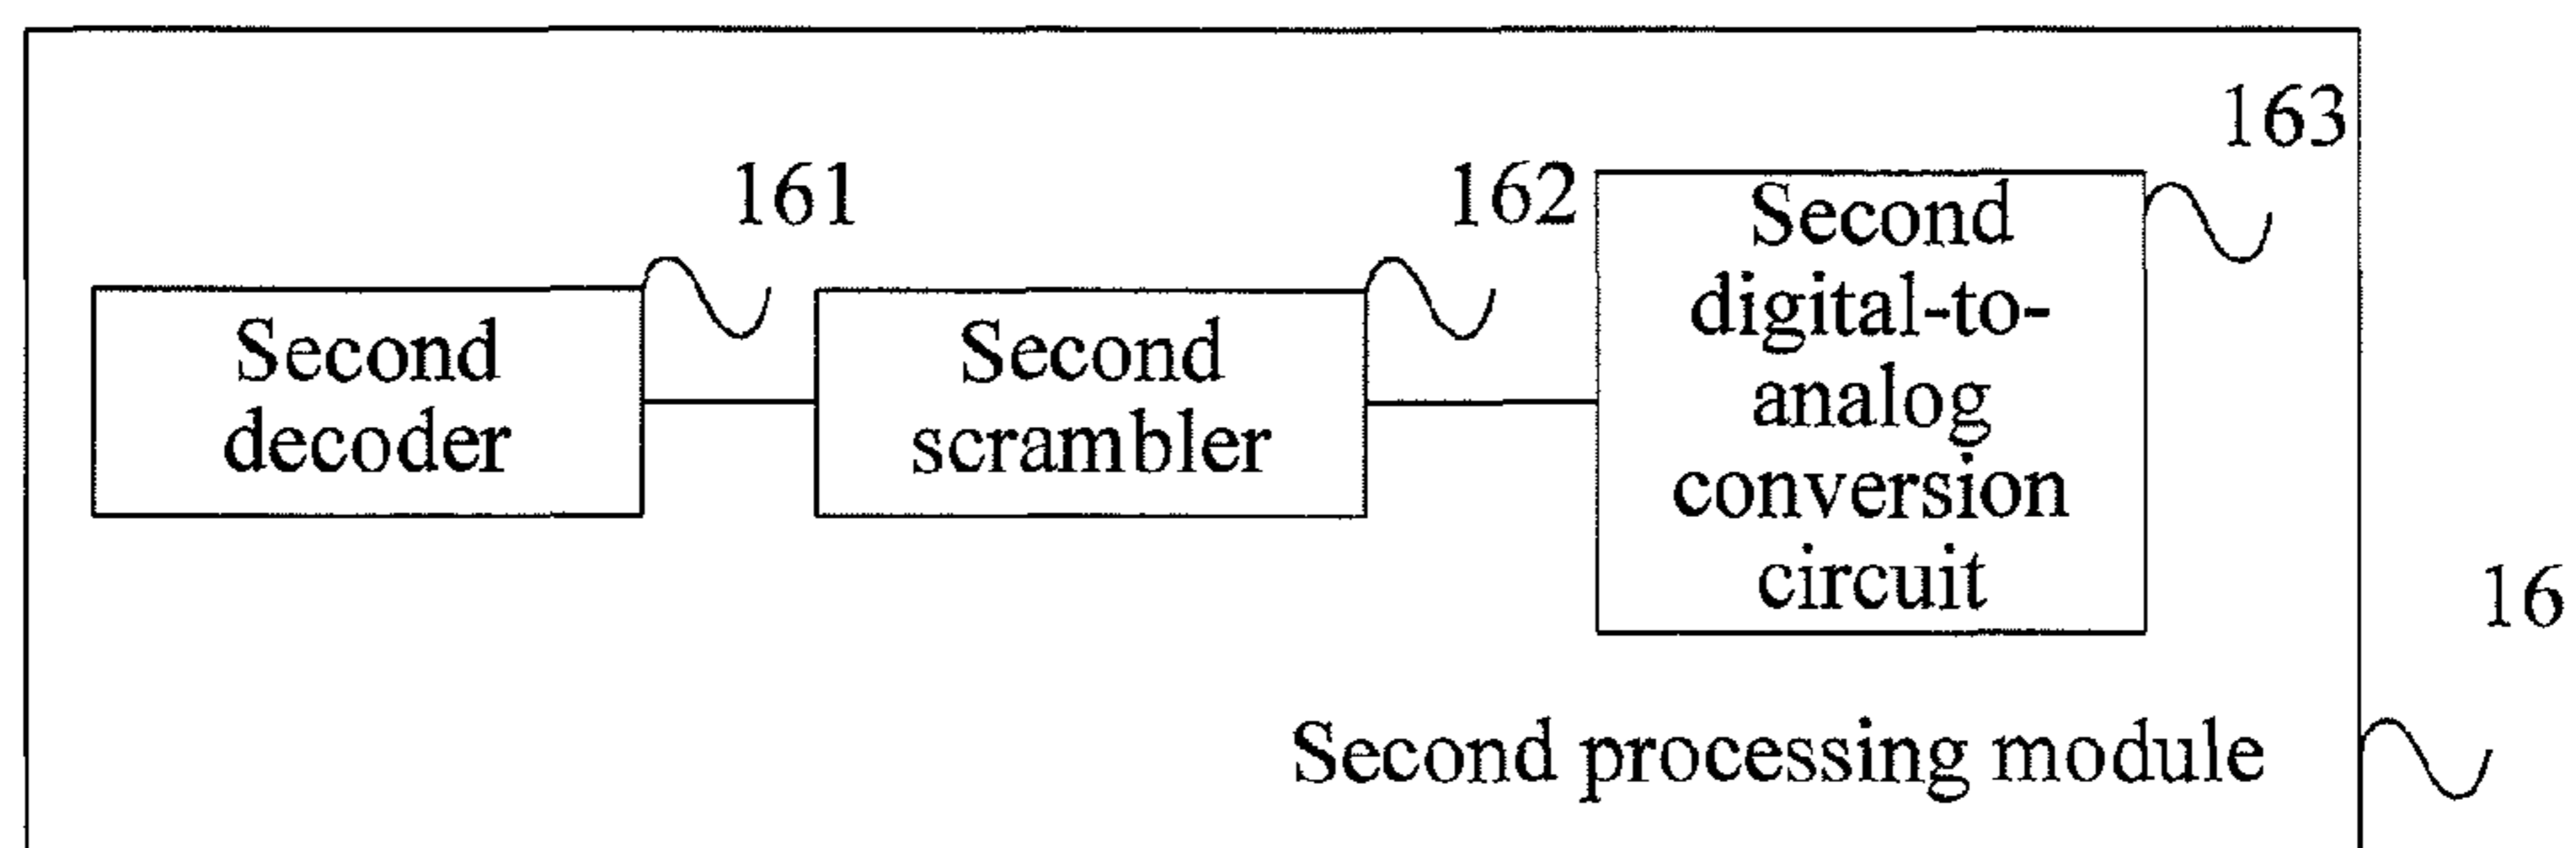 163
161
162
Second
digital-to-
analog
conversion
circuit
Second
decoder
Second
scrambler
16
Second processing module